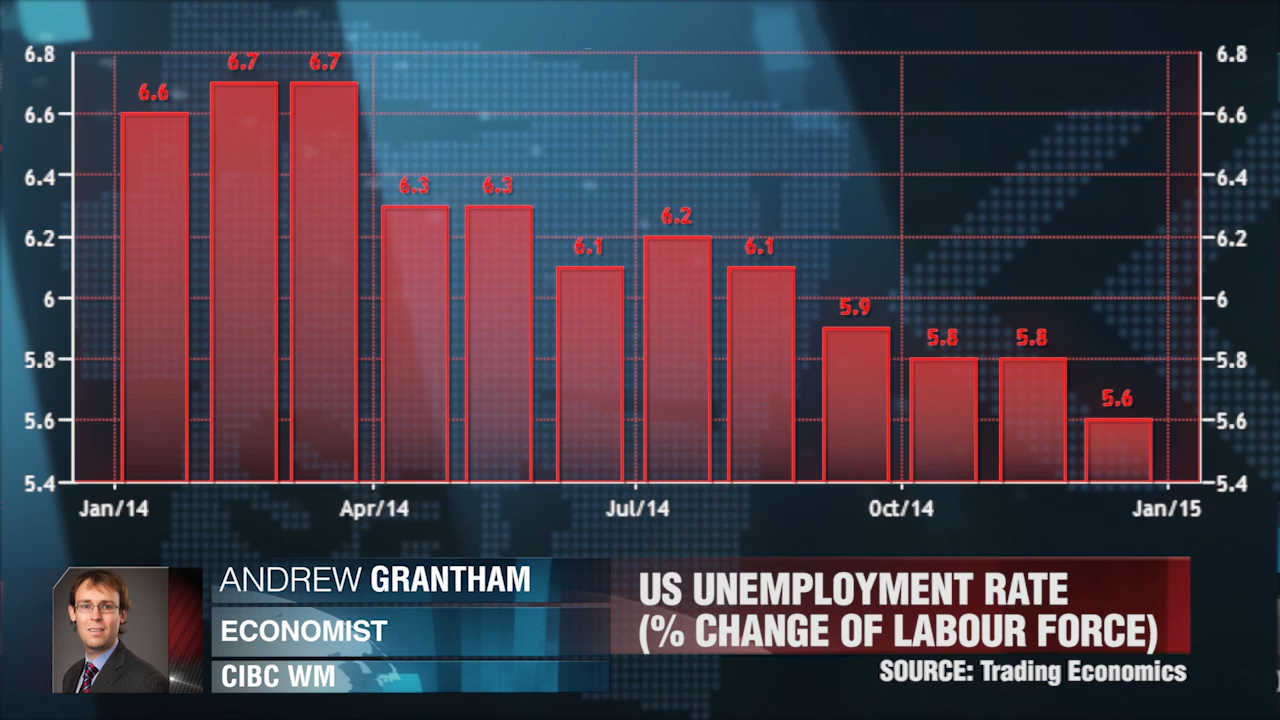 6.8 6.8
6.7 6.7
6.6 6.6 6.6
6.4 6.4
6.3 6.3
6.2 6.2 6.2
6.1 6.1
6 6
5.9
5.8 5.8 5.8 5.8
5.6 5.6 5.6
5.4 5.4
Jan/14 Apr/14 Jul/14 Oct/14 Jan/15
ANDREW GRANTHAM
ECONOMIST
CIBC WM
US UNEMPLOYMENT RATE
(% CHANGE OF LABOUR FORCE)
SOURCE: Trading Economics